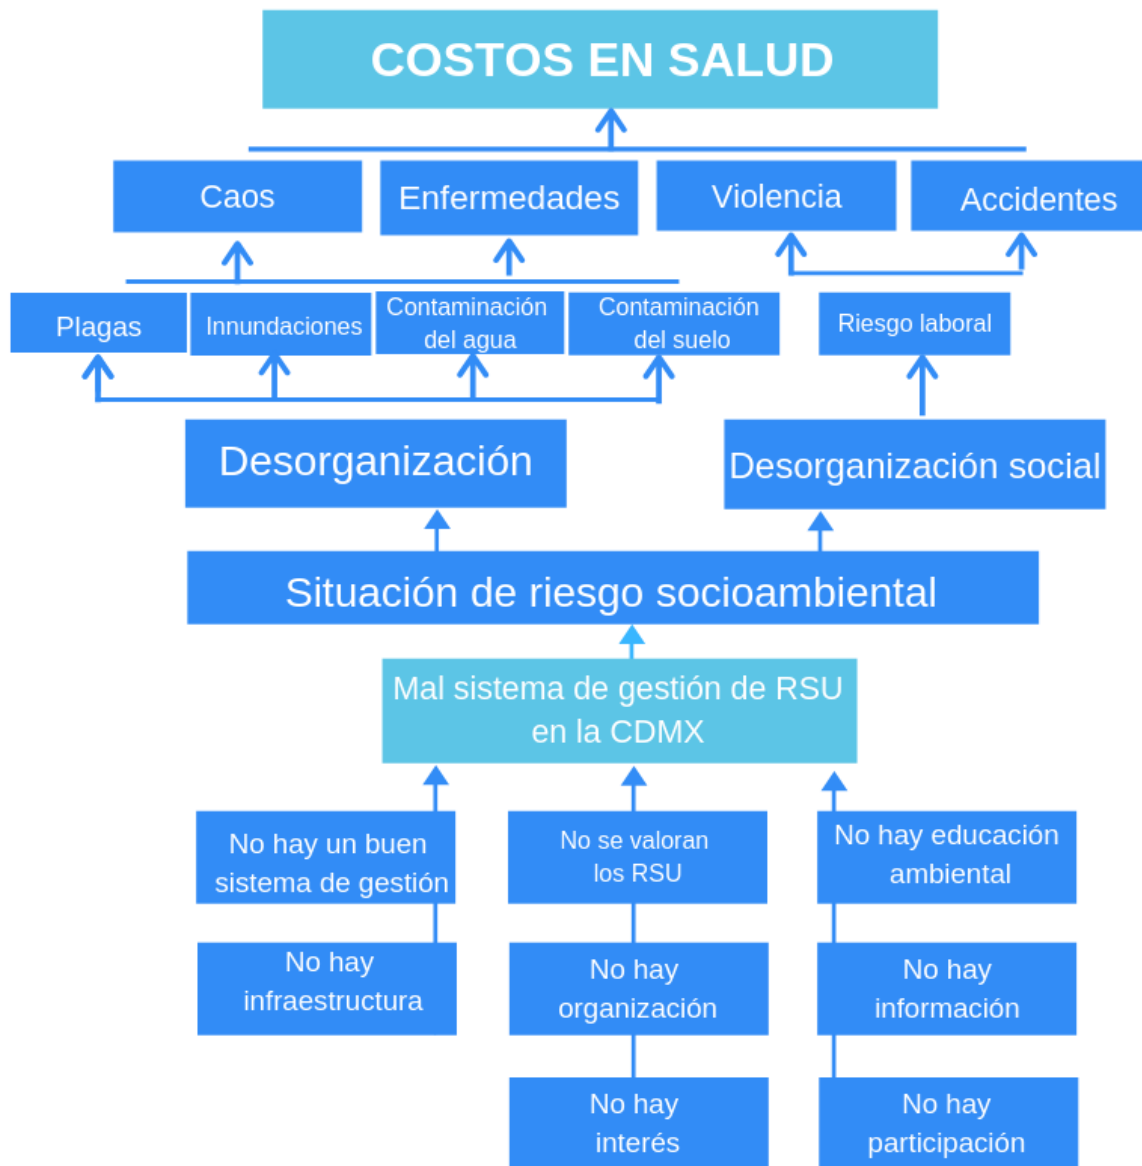 COSTOS EN SALUD
Caos
Enfermedades
Violencia
Accidentes
Plagas
Innundaciones
Contaminación
del agua
Contaminación
del suelo
Riesgo laboral
Desorganización
Desorganización social
Situación de riesgo socioambiental
Mal sistema de gestión de RSU
en la CDMX
No hay un buen
sistema de gestión
No se valoran
los RSU
No hay educación
ambiental
No hay
infraestructura
No hay
organización
No hay
información
No hay
interés
No hay
participación